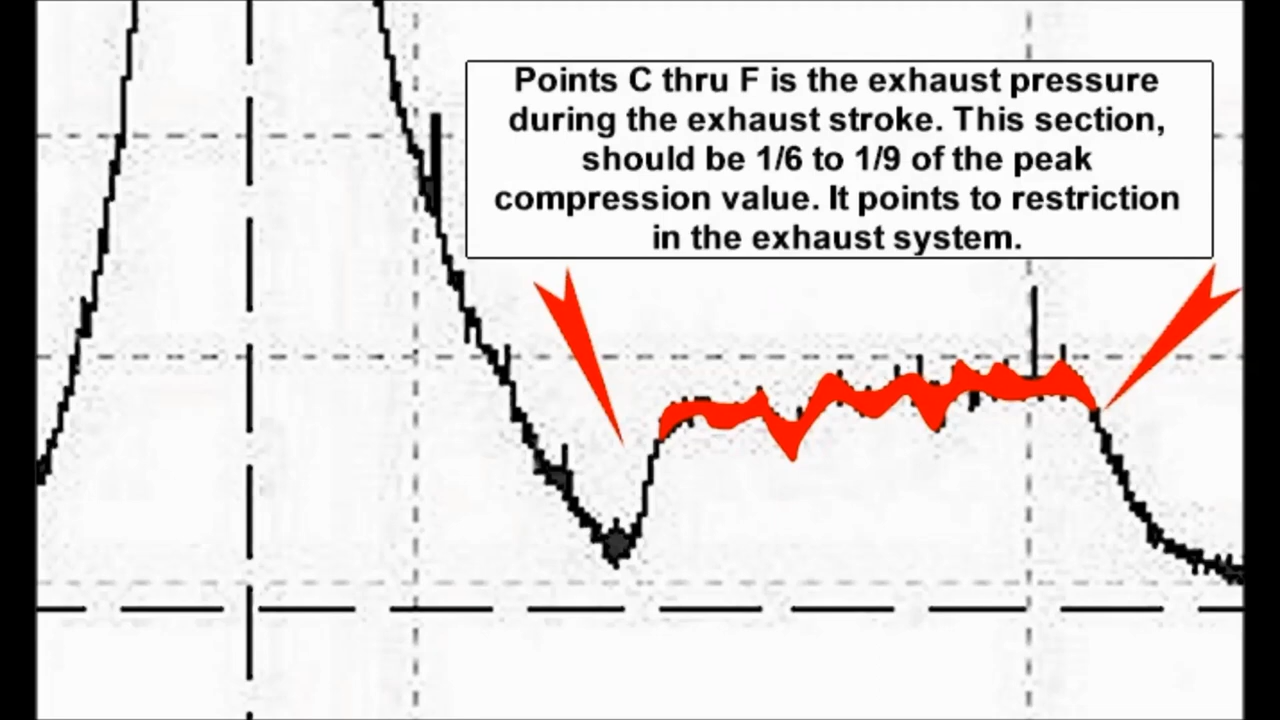 Points C thru F is the exhaust pressure
during the exhaust stroke. This section,
should be 1/6 to 1/9 of the peak
compression value. It points to restriction
in the exhaust system.